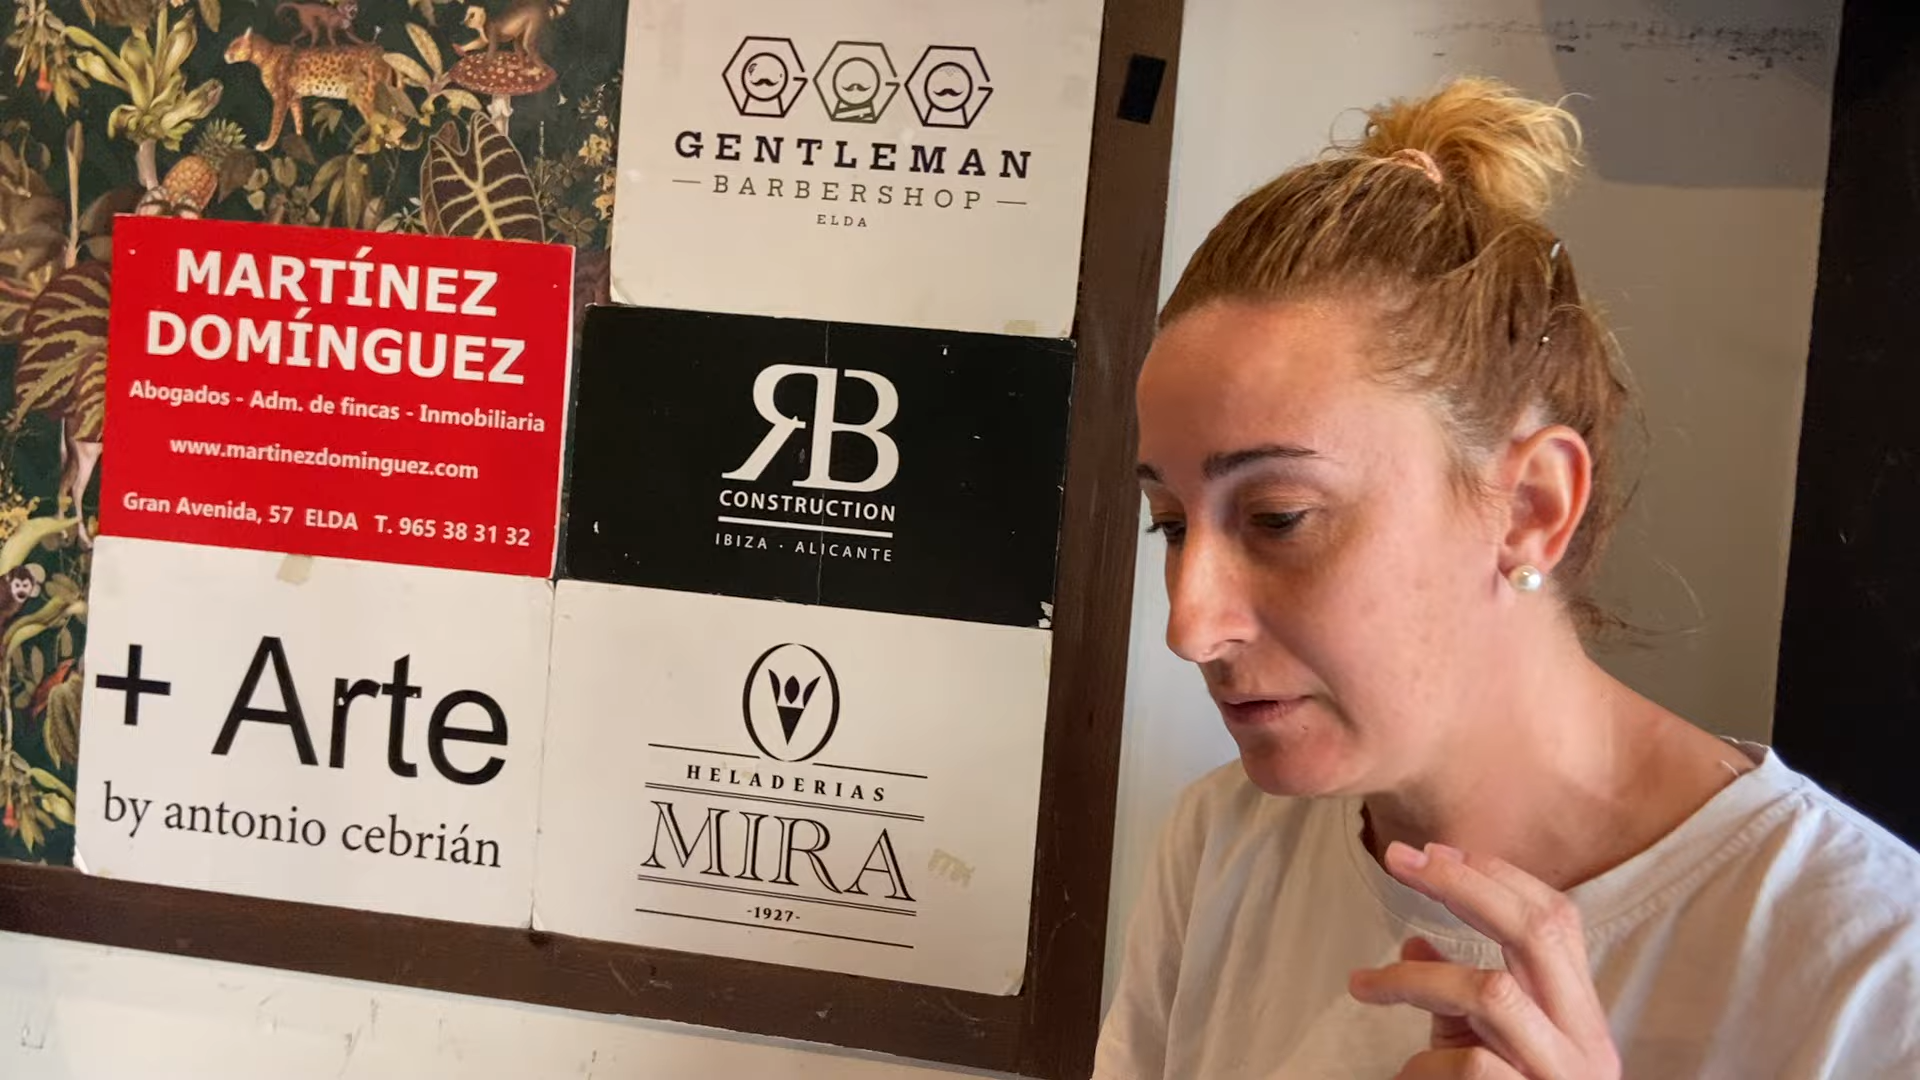 GENTLEMAN
BARBERSHOP
ELDA
MARTÍNEZ
DOMÍNGUEZ
Abogados - Adm. de fincas - Inmobiliaria
www.martinezdominguez.com
Gran Avenida, 57 ELDA T. 965 38 31 32
RB
CONSTRUCTION
IBIZA · ALICANTE
+ Arte
by antonio cebrián
HELADERIAS
MIRA
-1927-